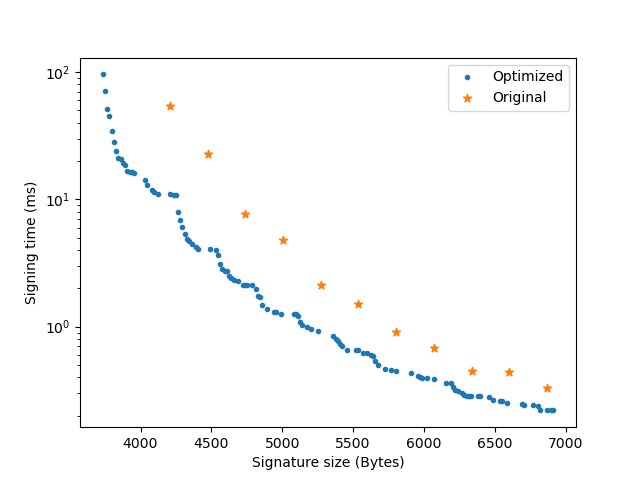 Optimized
Original
Signing time (ms)
10²
10¹
10⁰
4000 4500 5000 5500 6000 6500 7000
Signature size (Bytes)